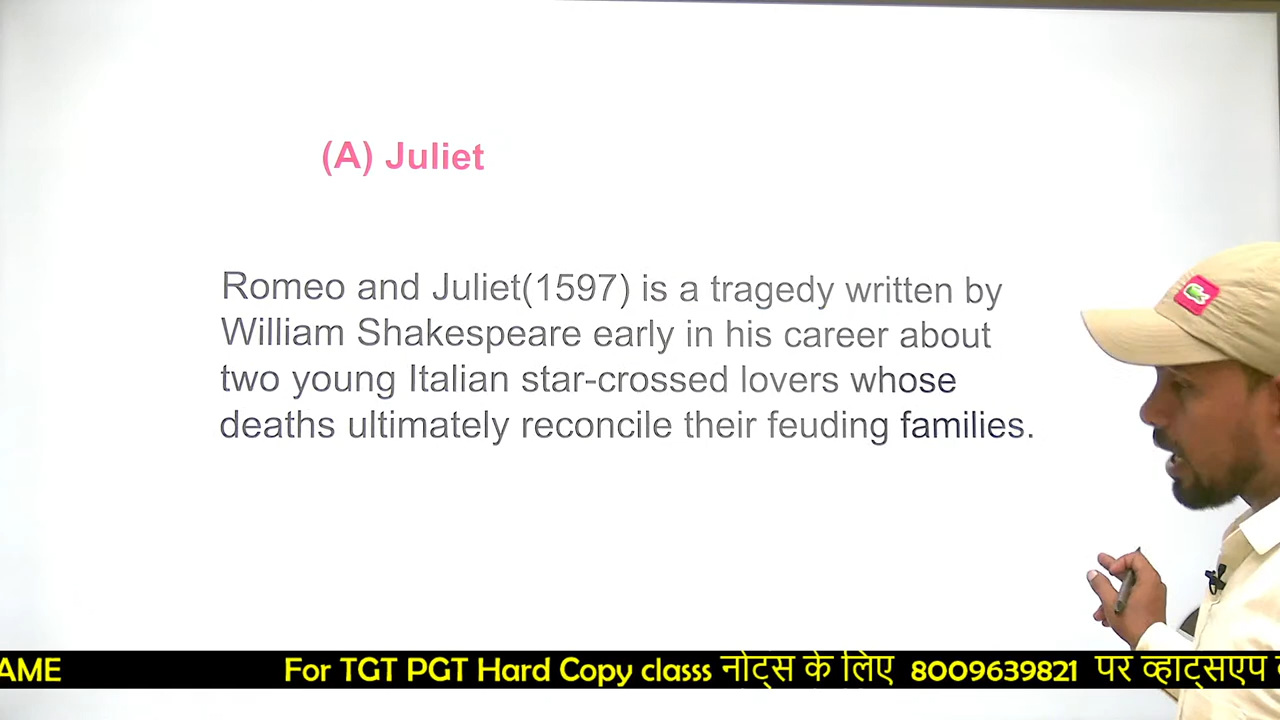 (A) Juliet
Romeo and Juliet(1597) is a tragedy written by
William Shakespeare early in his career about
two young Italian star-crossed lovers whose
deaths ultimately reconcile their feuding families.
AME For TGT PGT Hard Copy classs नोट्स के लिए 8009639821 पर व्हाट्सएप